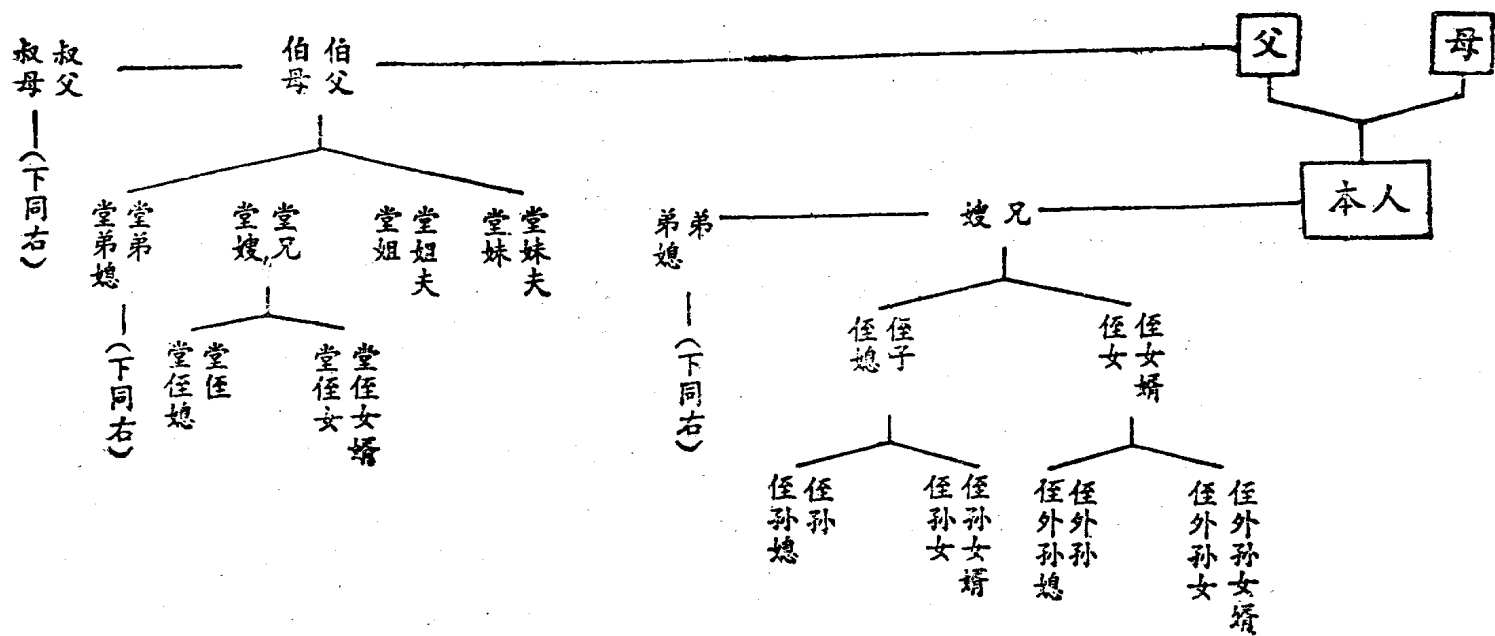 父
母
本人
伯父
伯母
叔父
叔母
(下同右)
兄
嫂
弟
弟媳
(下同右)
堂妹夫
堂妹
堂姐夫
堂姐
堂兄
堂嫂
堂弟
堂弟媳
(下同右)
侄女婿
侄女
侄子
侄媳
堂侄女婿
堂侄女
堂侄
堂侄媳
侄外孙女婿
侄外孙女
侄外孙
侄外孙媳
侄孙女婿
侄孙女
侄孙
侄孙媳